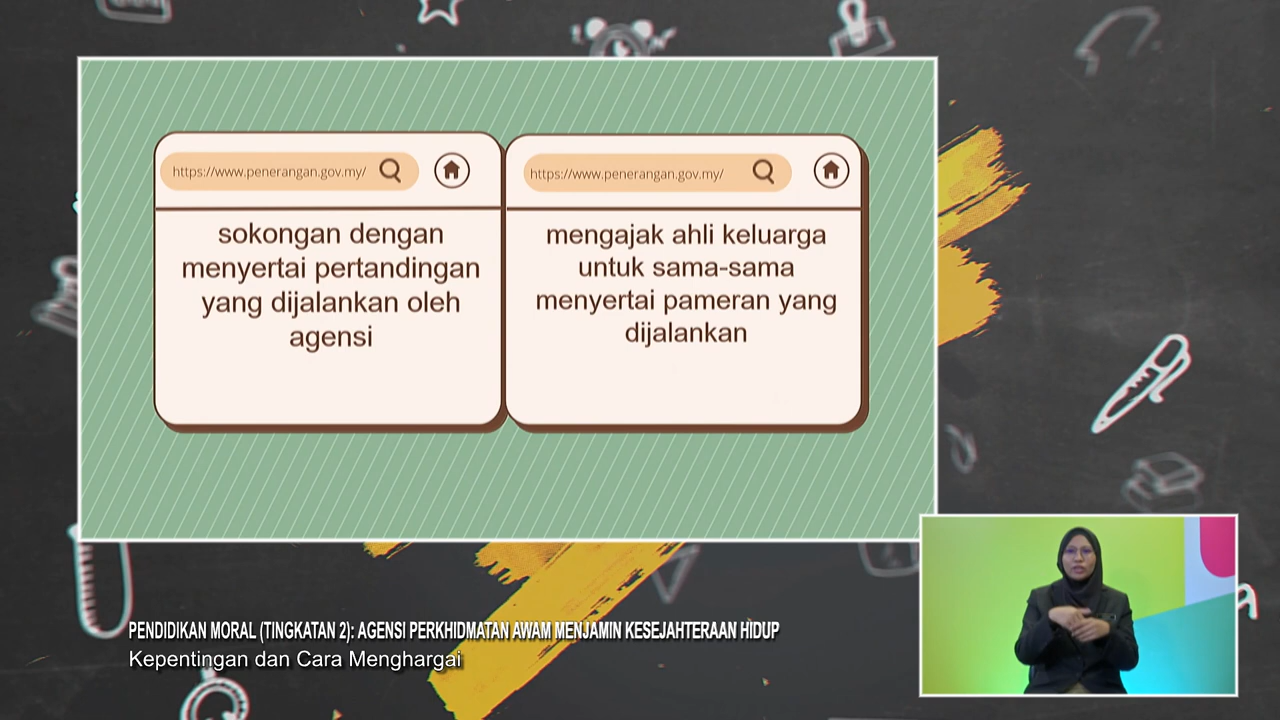 https://www.penerangan.gov.my/
sokongan dengan
menyertai pertandingan
yang dijalankan oleh
agensi
https://www.penerangan.gov.my/
mengajak ahli keluarga
untuk sama-sama
menyertai pameran yang
dijalankan
PENDIDIKAN MORAL (TINGKATAN 2): AGENSI PERKHIDMATAN AWAM MENJAMIN KESEJAHTERAAN HIDUP
Kepentingan dan Cara Menghargai